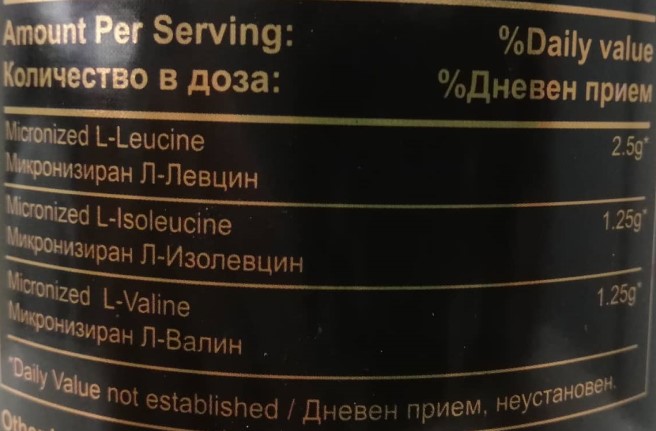 Amount Per Serving: %Daily value
Количество в доза: %Дневен прием
Micronized L-Leucine 2.5g*
Микронизиран Л-Левцин
Micronized L-Isoleucine 1.25g*
Микронизиран Л-Изолевцин
Micronized L-Valine 1.25g*
Микронизиран Л-Валин
*Daily Value not established / Дневен прием, неустановен.